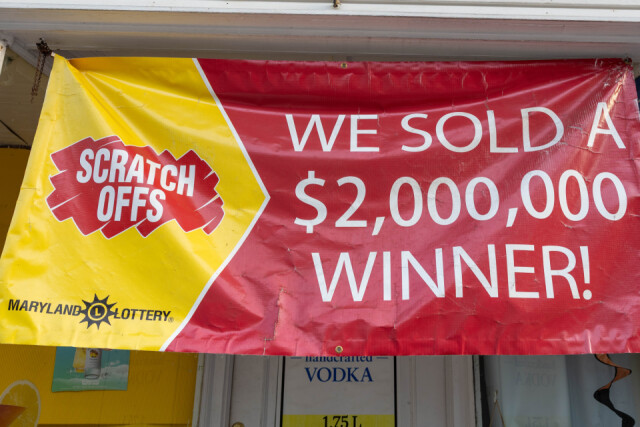 SCRATCH
OFFS
MARYLAND L LOTTERY®
WE SOLD A
$2,000,000
WINNER!
handcrafted
VODKA
1.75 L